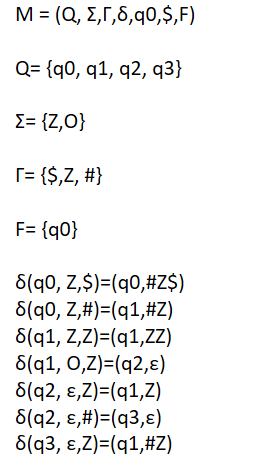 M = (Q, Σ,Γ,δ,q0,$,F)
Q= {q0, q1, q2, q3}
Σ= {Z,O}
Γ= {$,Z, #}
F= {q0}
δ(q0, Z,$)=(q0,#Z$)
δ(q0, Z,#)=(q1,#Z)
δ(q1, Z,Z)=(q1,ZZ)
δ(q1, O,Z)=(q2,ε)
δ(q2, ε,Z)=(q1,Z)
δ(q2, ε,#)=(q3,ε)
δ(q3, ε,Z)=(q1,#Z)